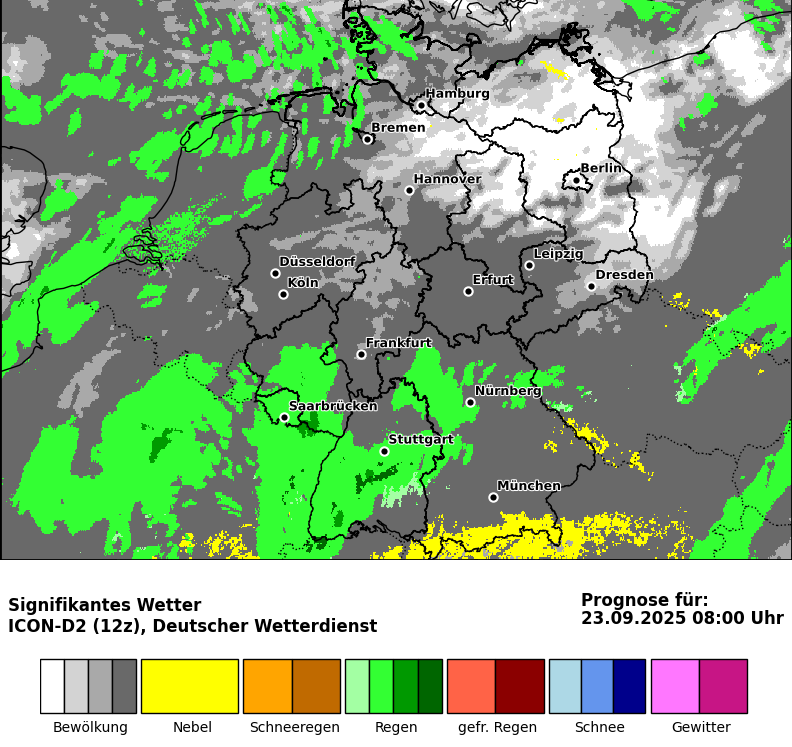 Hamburg
Bremen
Berlin
Hannover
Leipzig
Düsseldorf
Dresden
Köln
Erfurt
Frankfurt
Nürnberg
Saarbrücken
Stuttgart
München
Signifikantes Wetter
ICON-D2 (12z), Deutscher Wetterdienst
Prognose für:
23.09.2025 08:00 Uhr
Bewölkung Nebel Schneeregen Regen gefr. Regen Schnee Gewitter